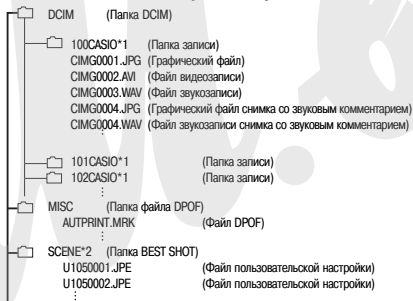 DCIM (Папка DCIM)
100CASIO*1 (Папка записи)
CIMG0001.JPG (Графический файл)
CIMG0002.AVI (Файл видеозаписи)
CIMG0003.WAV (Файл звукозаписи)
CIMG0004.JPG (Графический файл снимка со звуковым комментарием)
CIMG0004.WAV (Файл звукозаписи снимка со звуковым комментарием)
101CASIO*1 (Папка записи)
102CASIO*1 (Папка записи)
MISC (Папка файла DPOF)
AUTPRINT.MRK (Файл DPOF)
SCENE*2 (Папка BEST SHOT)
U1050001.JPE (Файл пользовательской настройки)
U1050002.JPE (Файл пользовательской настройки)